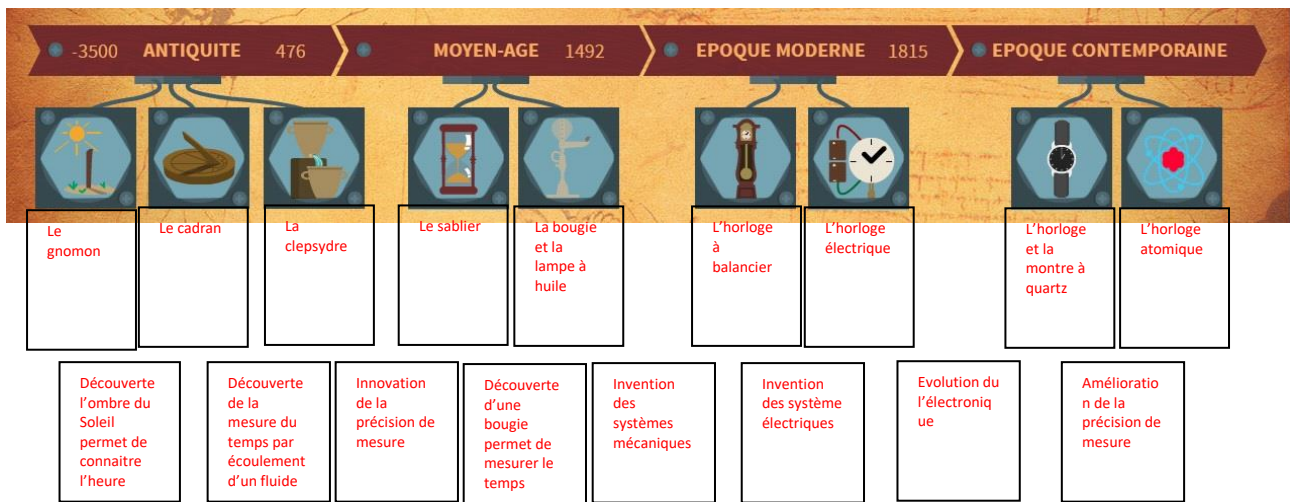 -3500 ANTIQUITE 476 MOYEN-AGE 1492 EPOQUE MODERNE 1815 EPOQUE CONTEMPORAINE
Le
gnomon
Le cadran
La
clepsydre
Le sablier
La bougie
et la
lampe à
huile
L'horloge
à
balancier
L'horloge
électrique
L'horloge
et la
montre à
quartz
L'horloge
atomique
Découverte
l'ombre du
Soleil
permet de
connaitre
l'heure
Découverte
de la
mesure du
temps par
écoulement
d'un fluide
Innovation
de la
précision de
mesure
Découverte
d'une
bougie
permet de
mesurer le
temps
Invention
des
systèmes
mécaniques
Invention
des système
électriques
Evolution du
l'électroniq
ue
Amélioratio
n de la
précision de
mesure